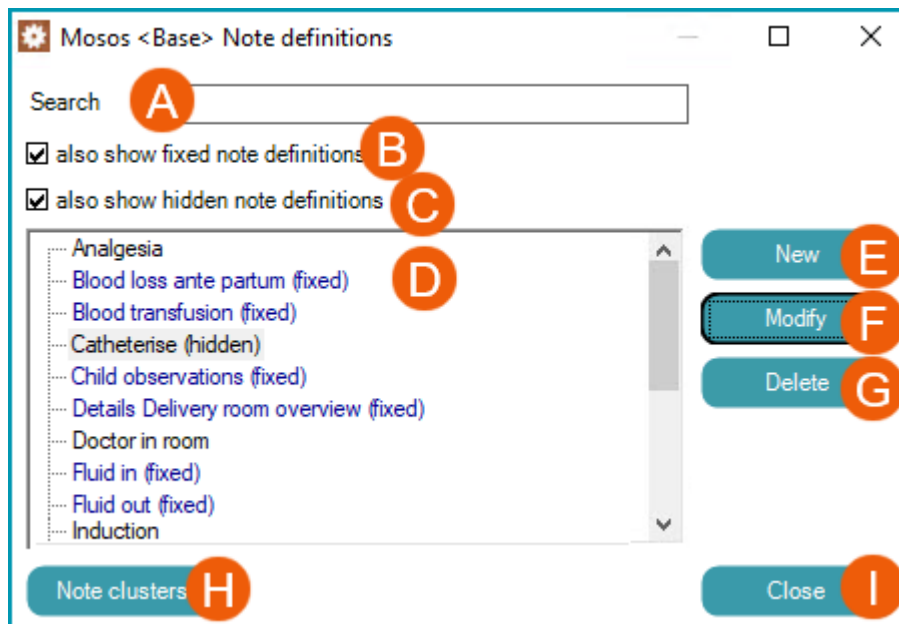 Mosos <Base> Note definitions
Search A
also show fixed note definitions B
also show hidden note definitions C
Analgesia
D
Blood loss ante partum (fixed)
Blood transfusion (fixed)
Catheterise (hidden)
Child observations (fixed)
Details Delivery room overview (fixed)
Doctor in room
Fluid in (fixed)
Fluid out (fixed)
Induction
New E
Modify F
Delete G
Note clusters H
Close I